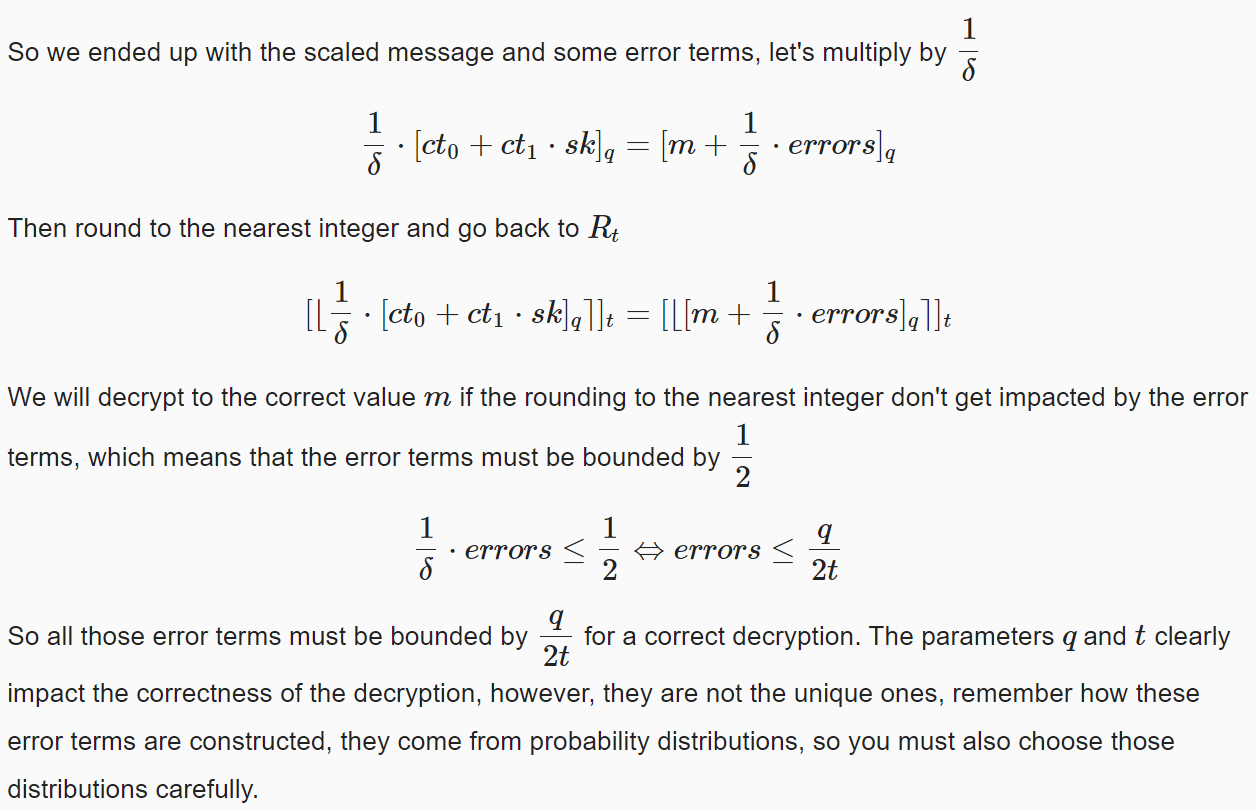 So we ended up with the scaled message and some error terms, let's multiply by 1/δ
1/δ · [ct₀ + ct₁ · sk]_q = [m + 1/δ · errors]_q
Then round to the nearest integer and go back to R_t
[⌊1/δ · [ct₀ + ct₁ · sk]_q⌉]_t = [⌊[m + 1/δ · errors]_q⌉]_t
We will decrypt to the correct value m if the rounding to the nearest integer don't get impacted by the error
terms, which means that the error terms must be bounded by 1/2
1/δ · errors ≤ 1/2 ⇔ errors ≤ q/2t
So all those error terms must be bounded by q/2t for a correct decryption. The parameters q and t clearly
impact the correctness of the decryption, however, they are not the unique ones, remember how these
error terms are constructed, they come from probability distributions, so you must also choose those
distributions carefully.